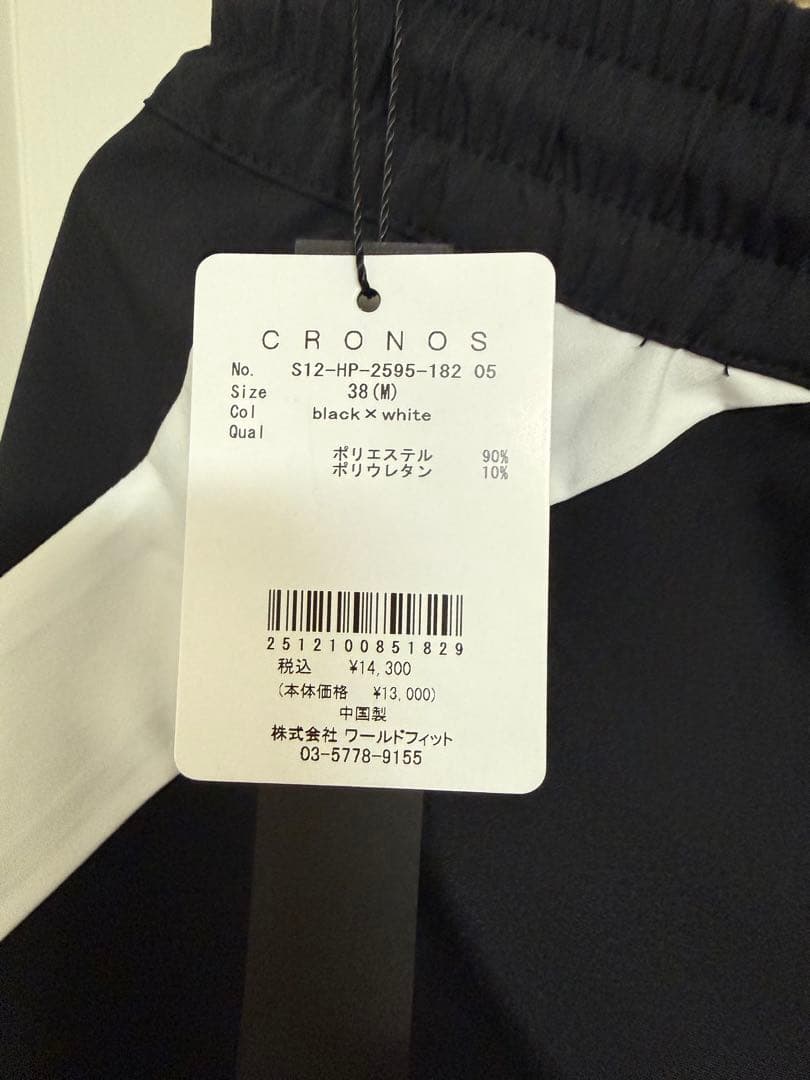 CRONOS
No. S12-HP-2595-182 05
Size 38(M)
Col black×white
Qual
ポリエステル 90%
ポリウレタン 10%
2512100851829
税込 ¥14,300
(本体価格 ¥13,000)
中国製
株式会社 ワールドフィット
03-5778-9155